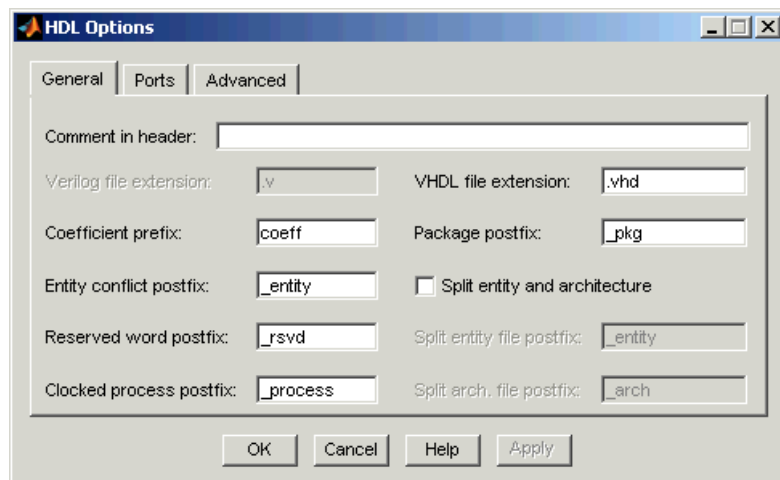 HDL Options
General Ports Advanced
Comment in header:
Verilog file extension: .v VHDL file extension: .vhd
Coefficient prefix: coeff Package postfix: _pkg
Entity conflict postfix: _entity Split entity and architecture
Reserved word postfix: _rsvd Split entity file postfix: _entity
Clocked process postfix: _process Split arch. file postfix: _arch
OK Cancel Help Apply